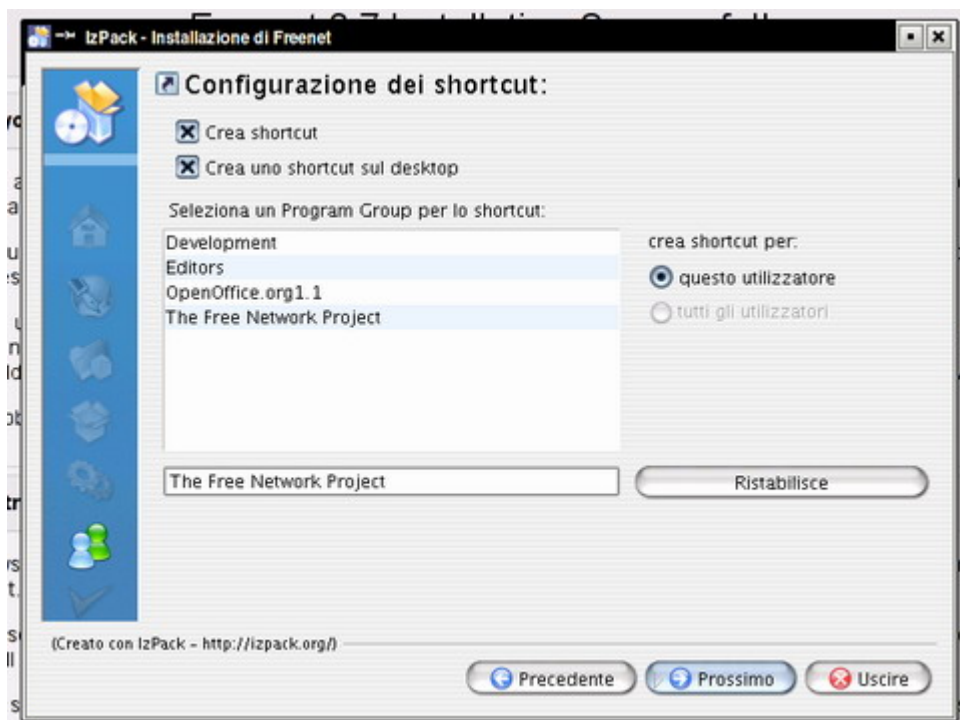 IzPack - Installazione di Freenet
Configurazione dei shortcut:
Crea shortcut
Crea uno shortcut sul desktop
Seleziona un Program Group per lo shortcut:
Development
Editors
OpenOffice.org1.1
The Free Network Project
crea shortcut per:
questo utilizzatore
tutti gli utilizzatori
The Free Network Project
Ristabilisce
(Creato con IzPack - http://izpack.org/)
Precedente
Prossimo
Uscire